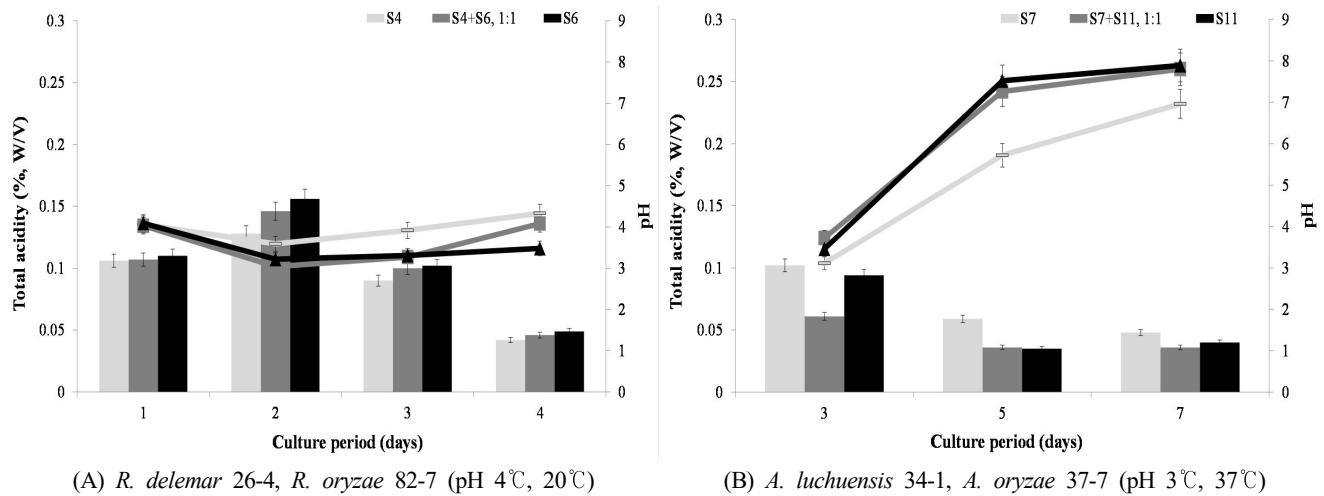 S4 S4+S6, 1:1 S6
0.3
0.25
0.2
0.15
0.1
0.05
0
Total acidity (%, W/V)
9
8
7
6
5
4
3
2
1
0
pH
1 2 3 4
Culture period (days)
(A) R. delemar 26-4, R. oryzae 82-7 (pH 4℃, 20℃)
S7 S7+S11, 1:1 S11
0.3
0.25
0.2
0.15
0.1
0.05
0
Total acidity (%, W/V)
9
8
7
6
5
4
3
2
1
0
pH
3 5 7
Culture period (days)
(B) A. luchuensis 34-1, A. oryzae 37-7 (pH 3℃, 37℃)